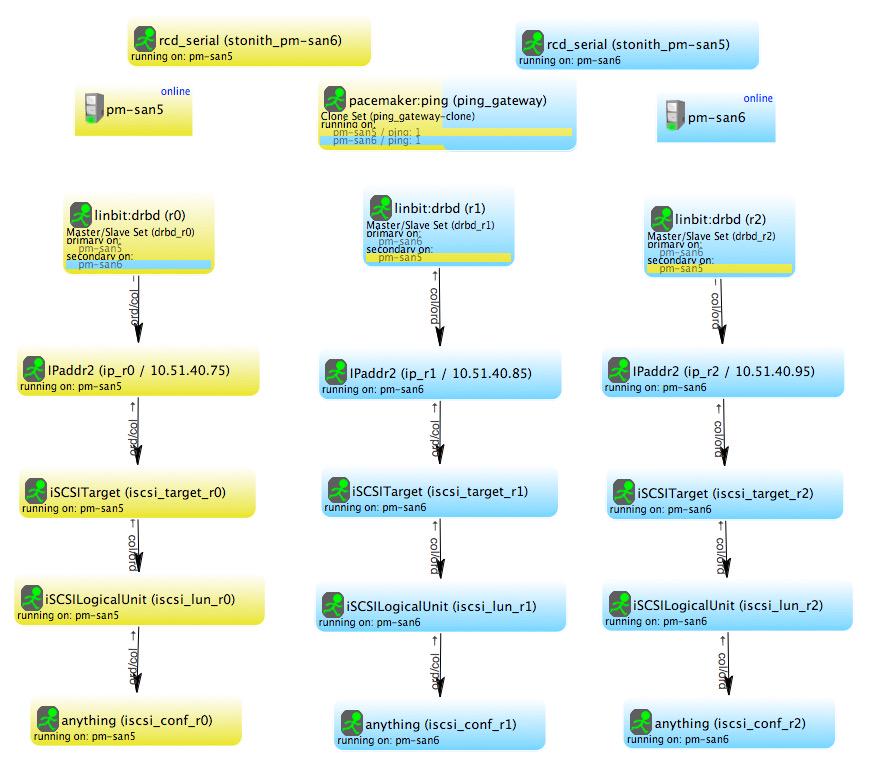 rcd_serial (stonith_pm-san6)
running on: pm-san5
rcd_serial (stonith_pm-san5)
running on: pm-san6
online
pm-san5
pacemaker:ping (ping_gateway)
Clone Set (ping_gateway-clone)
running on:
pm-san5 / ping: 1
pm-san6 / ping: 1
online
pm-san6
linbit:drbd (r0)
Master/Slave Set (drbd_r0)
primary on:
pm-san5
secondary on:
pm-san6
linbit:drbd (r1)
Master/Slave Set (drbd_r1)
primary on:
pm-san6
secondary on:
pm-san5
linbit:drbd (r2)
Master/Slave Set (drbd_r2)
primary on:
pm-san6
secondary on:
pm-san5
ord/col
col/ord
col/ord
IPaddr2 (ip_r0 / 10.51.40.75)
running on: pm-san5
IPaddr2 (ip_r1 / 10.51.40.85)
running on: pm-san6
IPaddr2 (ip_r2 / 10.51.40.95)
running on: pm-san6
ord/col
ord/col
col/ord
iSCSITarget (iscsi_target_r0)
running on: pm-san5
iSCSITarget (iscsi_target_r1)
running on: pm-san6
iSCSITarget (iscsi_target_r2)
running on: pm-san6
col/ord
col/ord
col/ord
iSCSILogicalUnit (iscsi_lun_r0)
running on: pm-san5
iSCSILogicalUnit (iscsi_lun_r1)
running on: pm-san6
iSCSILogicalUnit (iscsi_lun_r2)
running on: pm-san6
ord/col
col/ord
col/ord
anything (iscsi_conf_r0)
running on: pm-san5
anything (iscsi_conf_r1)
running on: pm-san6
anything (iscsi_conf_r2)
running on: pm-san6